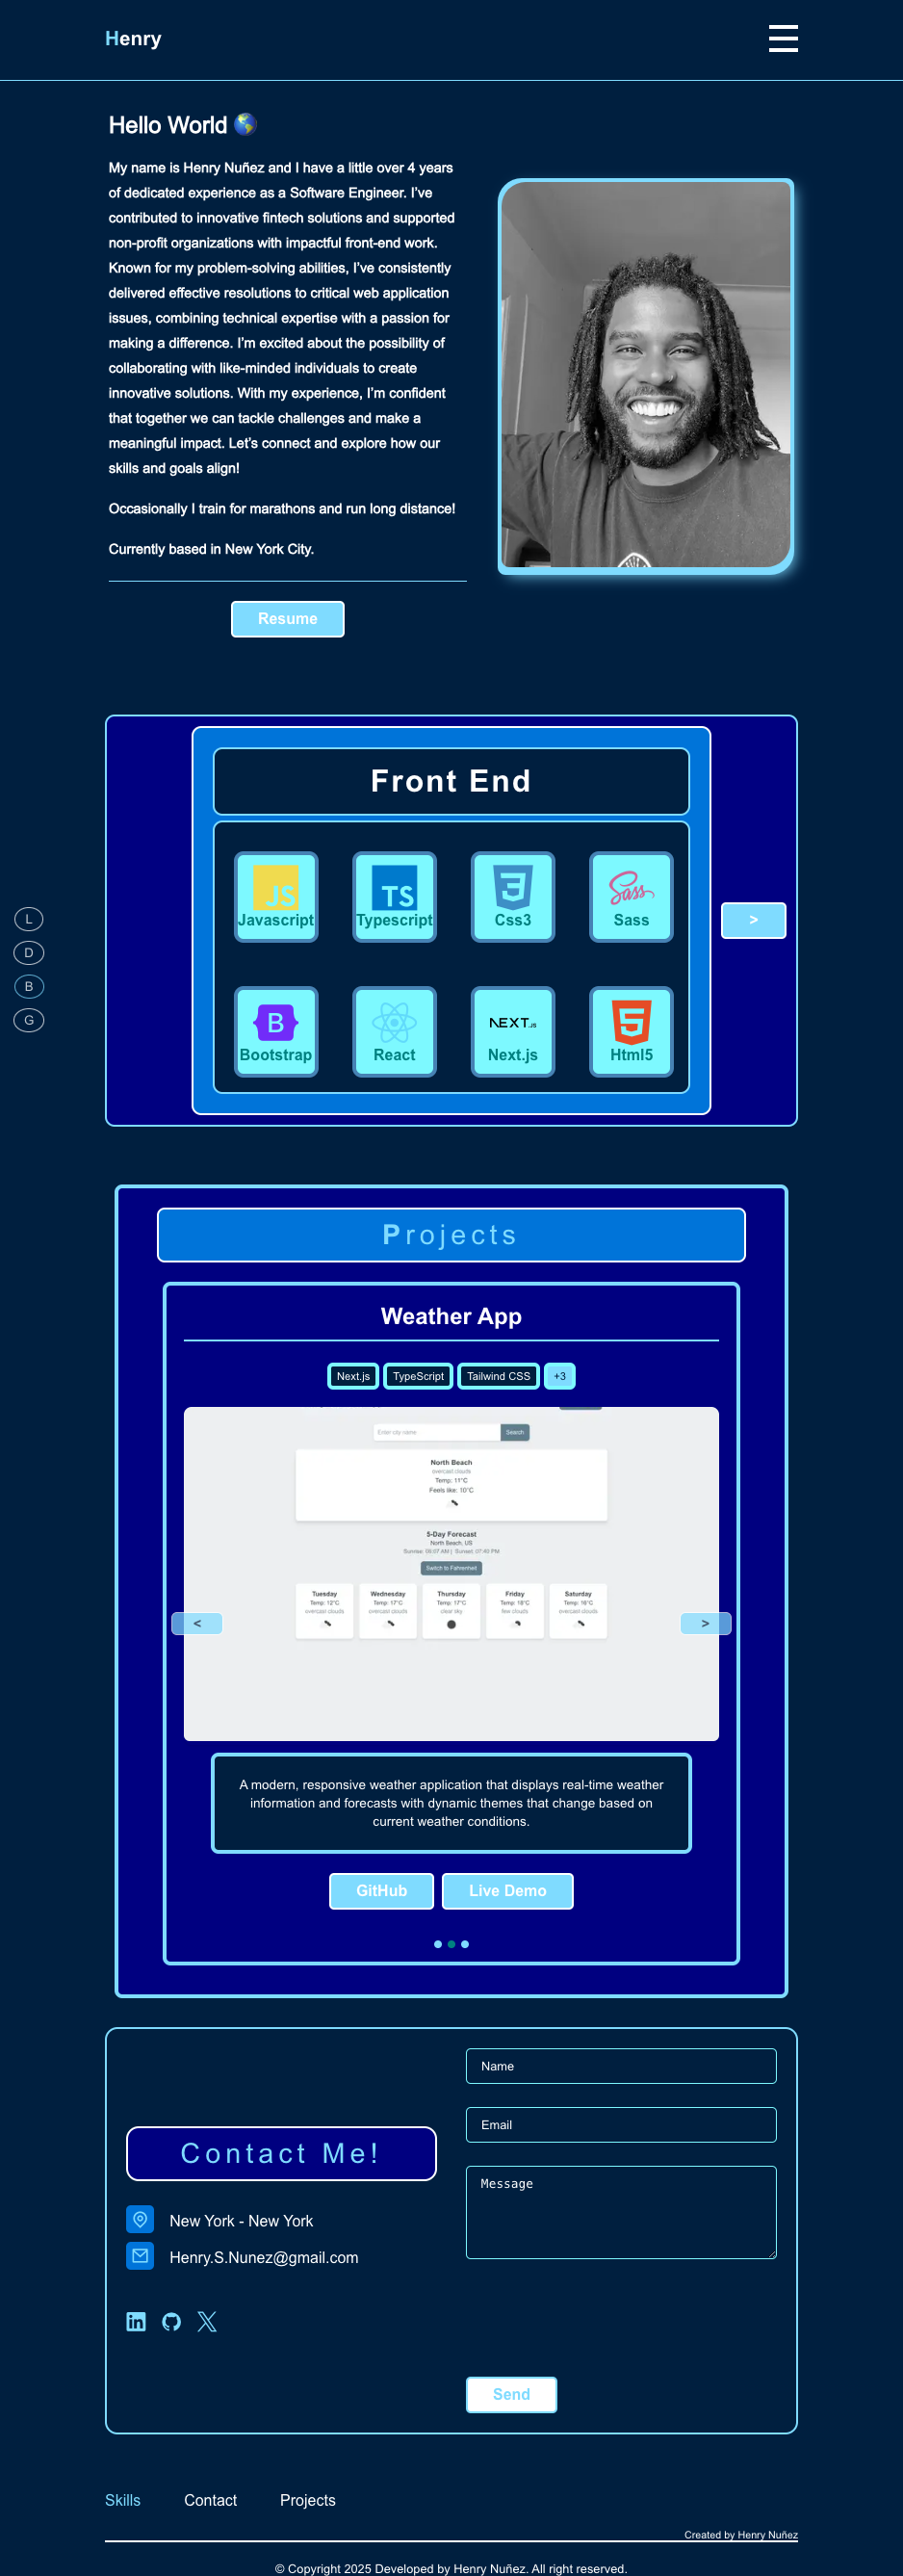 Henry
Hello World
My name is Henry Nuñez and I have a little over 4 years
of dedicated experience as a Software Engineer. I've
contributed to innovative fintech solutions and supported
non-profit organizations with impactful front-end work.
Known for my problem-solving abilities, I've consistently
delivered effective resolutions to critical web application
issues, combining technical expertise with a passion for
making a difference. I'm excited about the possibility of
collaborating with like-minded individuals to create
innovative solutions. With my experience, I'm confident
that together we can tackle challenges and make a
meaningful impact. Let's connect and explore how our
skills and goals align!
Occasionally I train for marathons and run long distance!
Currently based in New York City.
Resume
Front End
JS TS 3 Sass
Javascript Typescript Css3 Sass
>
L
D
B
G
B NEXT.JS 5
Bootstrap React Next.js Html5
Projects
Weather App
Next.js TypeScript Tailwind CSS +3
Enter city name Search
North Beach
overcast clouds
Temp: 11°C
Feels like: 10°C
5-Day Forecast
North Beach, US
Sunrise: 06:07 AM | Sunset: 07:40 PM
Switch to Fahrenheit
Tuesday Wednesday Thursday Friday Saturday
Temp: 12°C Temp: 17°C Temp: 17°C Temp: 18°C Temp: 16°C
overcast clouds overcast clouds clear sky few clouds overcast clouds
< >
A modern, responsive weather application that displays real-time weather
information and forecasts with dynamic themes that change based on
current weather conditions.
GitHub Live Demo
Contact Me!
New York - New York
Henry.S.Nunez@gmail.com
in X
Name
Email
Message
Send
Skills Contact Projects
Created by Henry Nuñez
© Copyright 2025 Developed by Henry Nuñez. All right reserved.